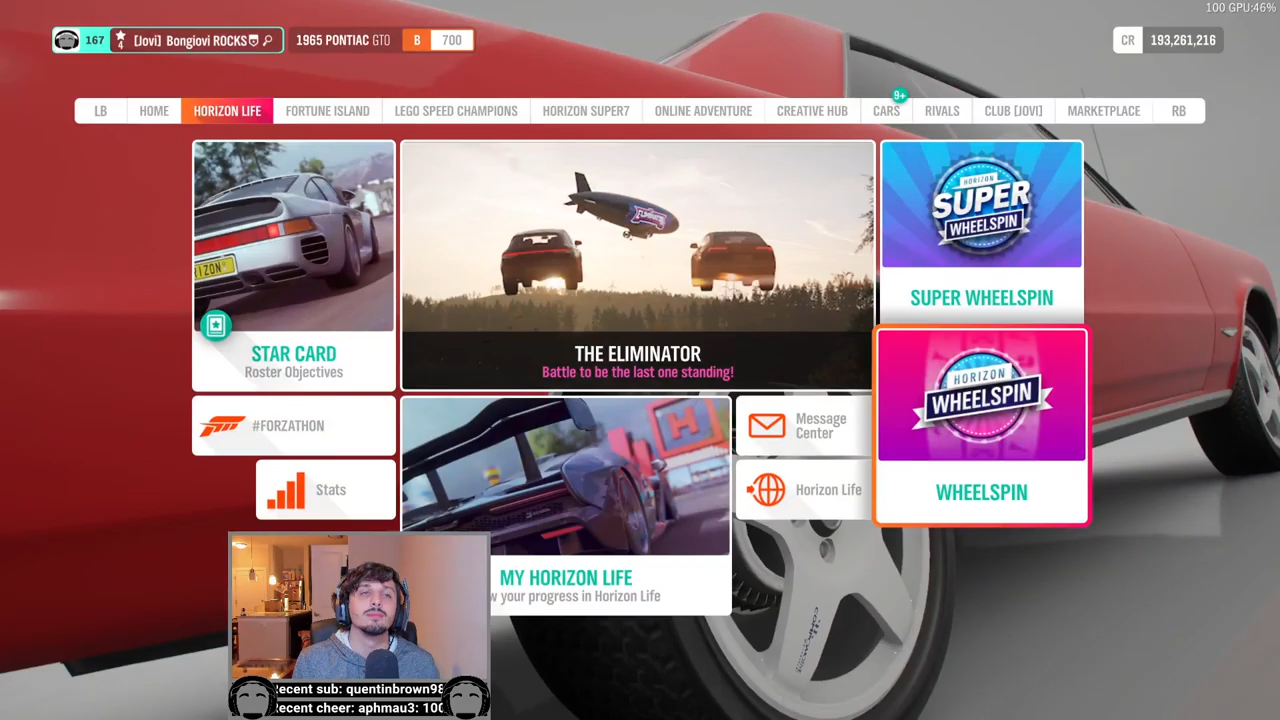 100 GPU:46%
167 4 [Jovi] Bongiovi ROCKS 1965 PONTIAC GTO B 700 CR 193,261,216
LB HOME HORIZON LIFE FORTUNE ISLAND LEGO SPEED CHAMPIONS HORIZON SUPER7 ONLINE ADVENTURE CREATIVE HUB CARS 9+ RIVALS CLUB [JOVI] MARKETPLACE RB
STAR CARD
Roster Objectives
ELIMINATOR
THE ELIMINATOR
Battle to be the last one standing!
HORIZON
SUPER
WHEELSPIN
SUPER WHEELSPIN
HORIZON
WHEELSPIN
WHEELSPIN
#FORZATHON
Stats
H
MY HORIZON LIFE
w your progress in Horizon Life
Message
Center
Horizon Life
Recent sub: quentinbrown98
Recent cheer: aphmau3: 100